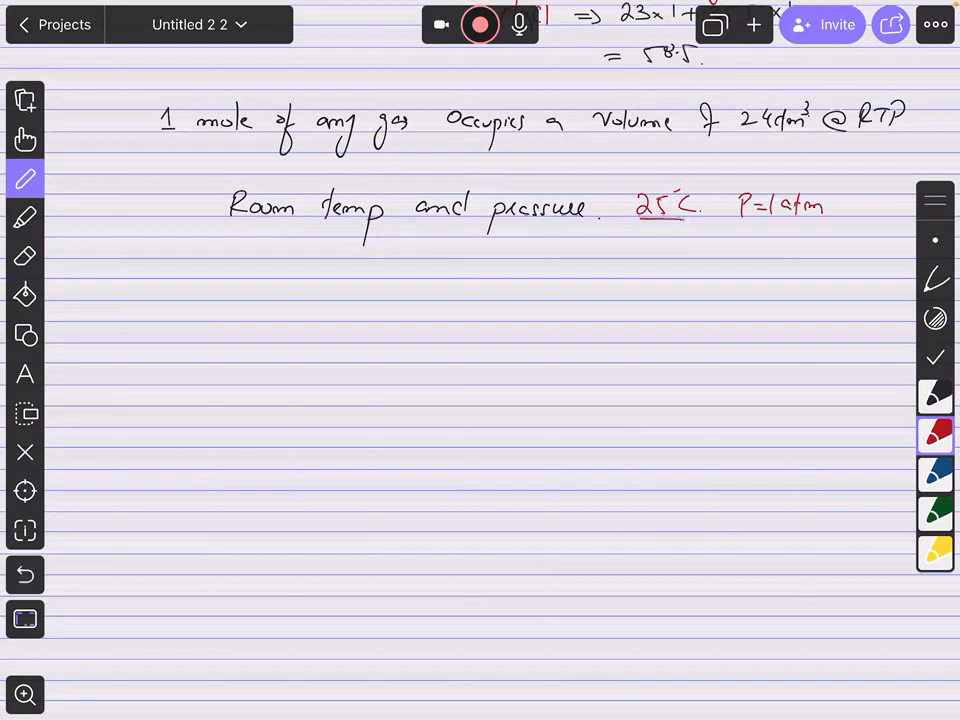 Projects Untitled 2 2 Invite
⇒ 23x1 +
= 58.5.
1 mole of any gas occupies a volume of 24dm³ @ RTP
Room temp and pressure. 25°C. P=1atm
A